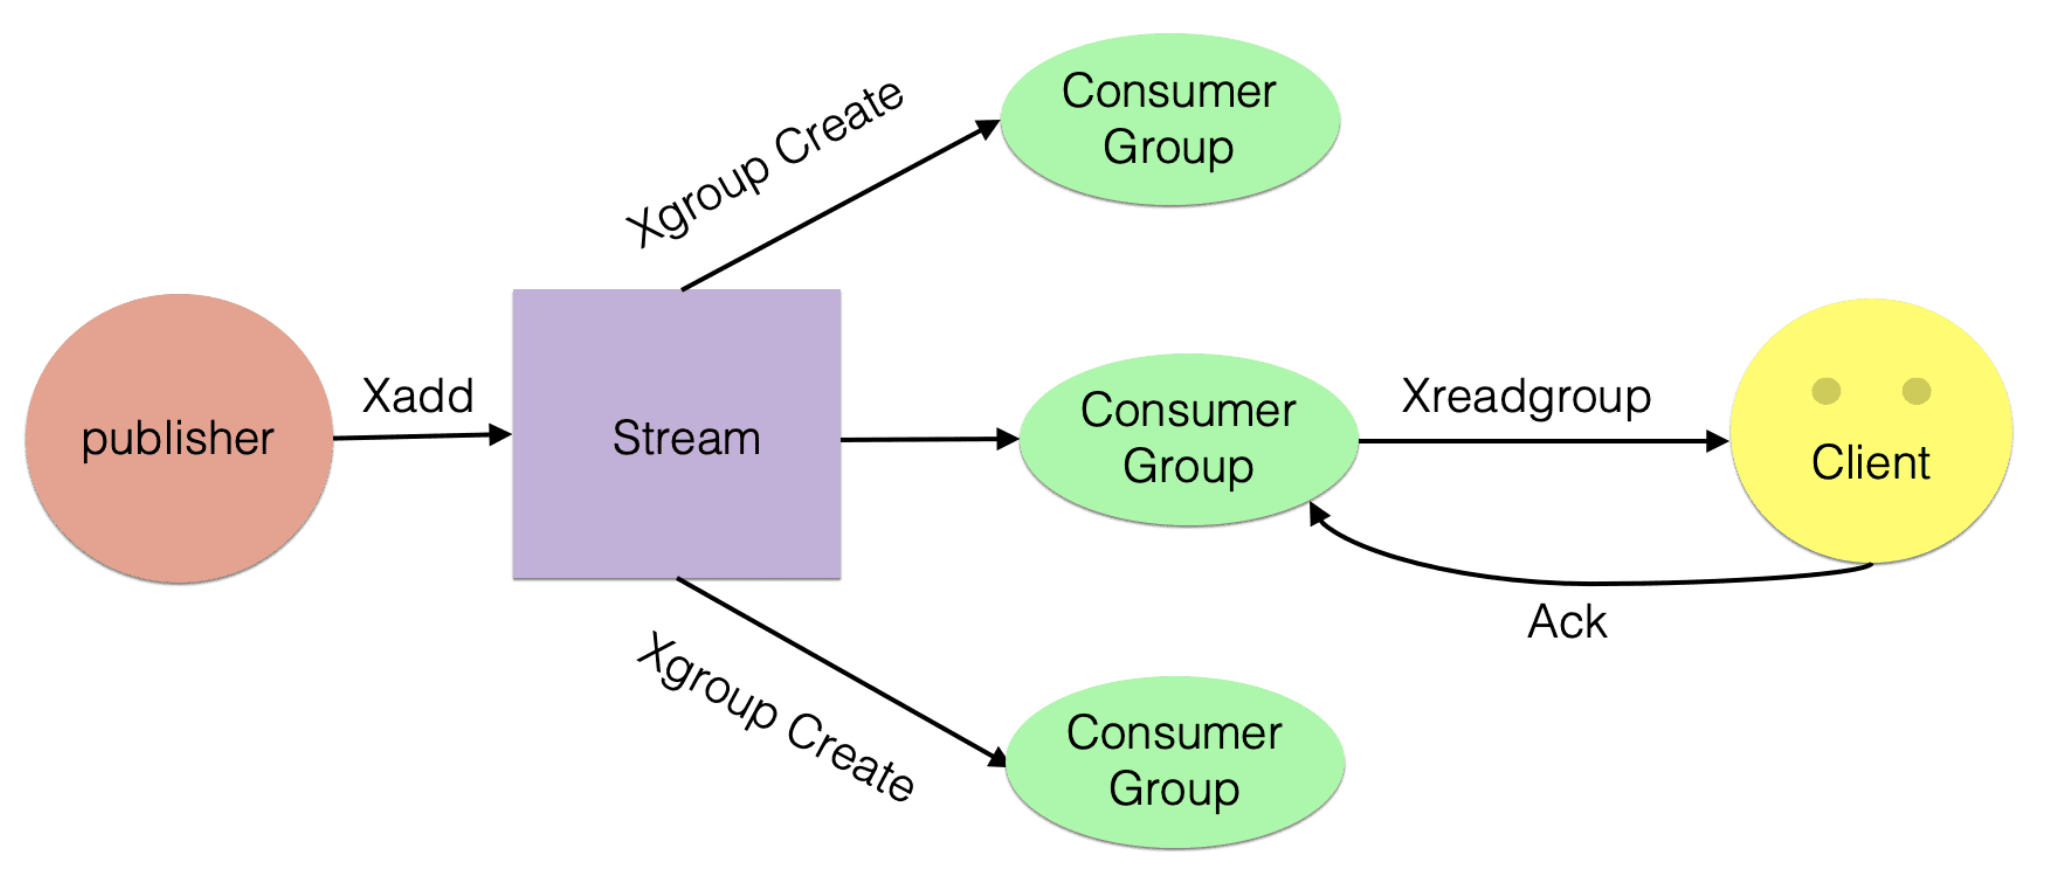 Xgroup Create
Consumer
Group
publisher
Xadd
Stream
Consumer
Group
Xreadgroup
Client
Ack
Xgroup Create
Consumer
Group